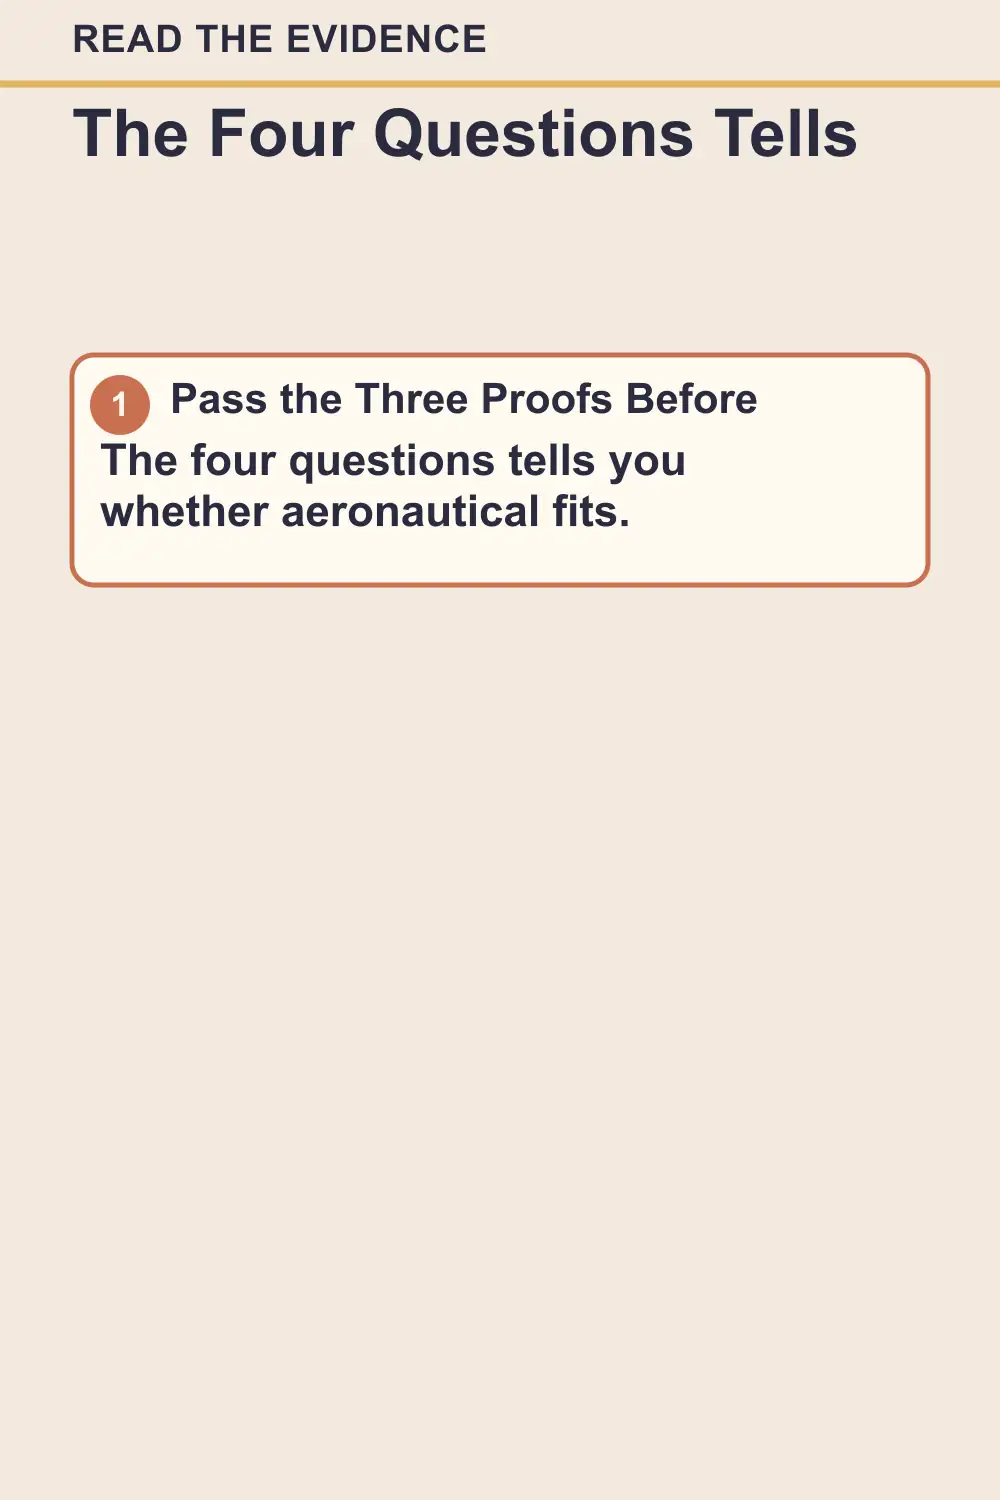 READ THE EVIDENCE
The Four Questions Tells
1 Pass the Three Proofs Before
The four questions tells you
whether aeronautical fits.